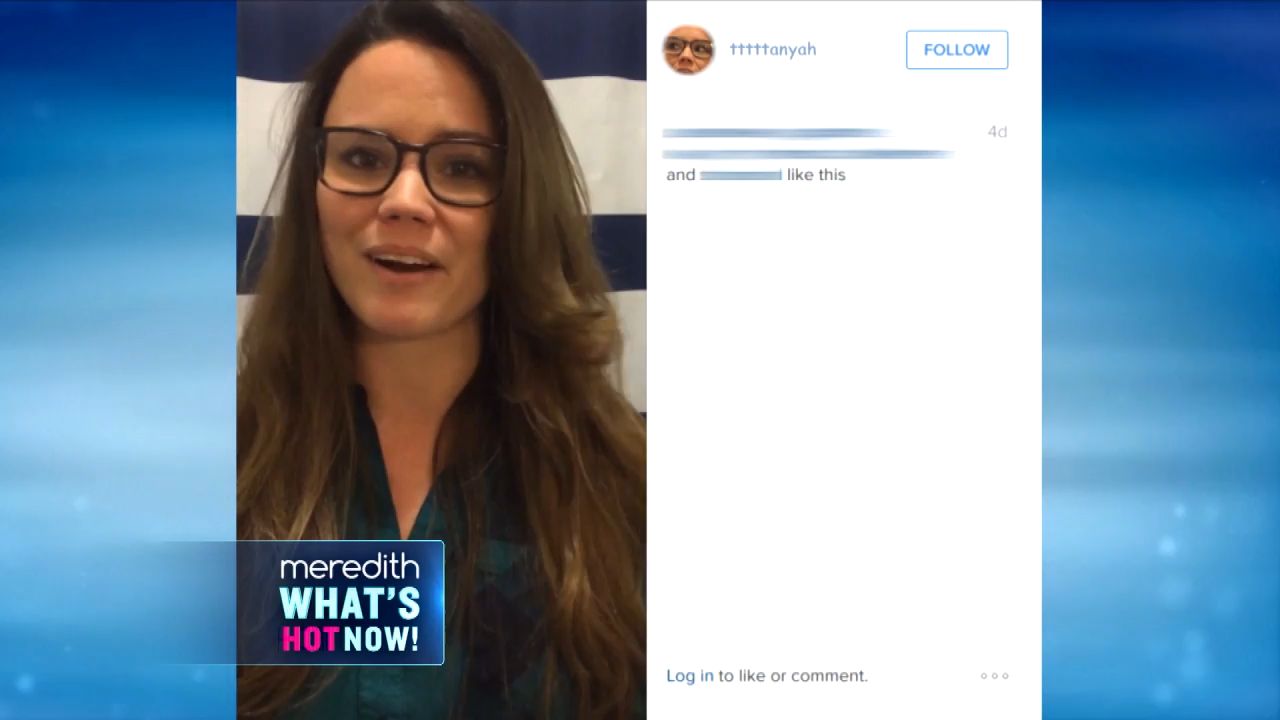 tttttanyah
FOLLOW
4d
and
like this
Log in to like or comment.
meredith
WHAT'S
HOT NOW!